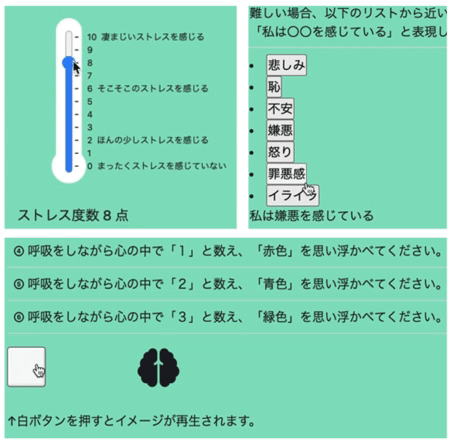 10 凄まじいストレスを感じる
9
8
7
6 そこそこのストレスを感じる
5
4
3
2 ほんの少しストレスを感じる
1
0 まったくストレスを感じていない
ストレス度数 8 点
難しい場合、以下のリストから近い
「私は〇〇を感じている」と表現し
• 悲しみ
• 恥
• 不安
• 嫌悪
• 怒り
• 罪悪感
• イライラ
私は嫌悪を感じている
④ 呼吸をしながら心の中で「１」と数え、「赤色」を思い浮かべてください。
⑤ 呼吸をしながら心の中で「２」と数え、「青色」を思い浮かべてください。
⑥ 呼吸をしながら心の中で「３」と数え、「緑色」を思い浮かべてください。
↑白ボタンを押すとイメージが再生されます。